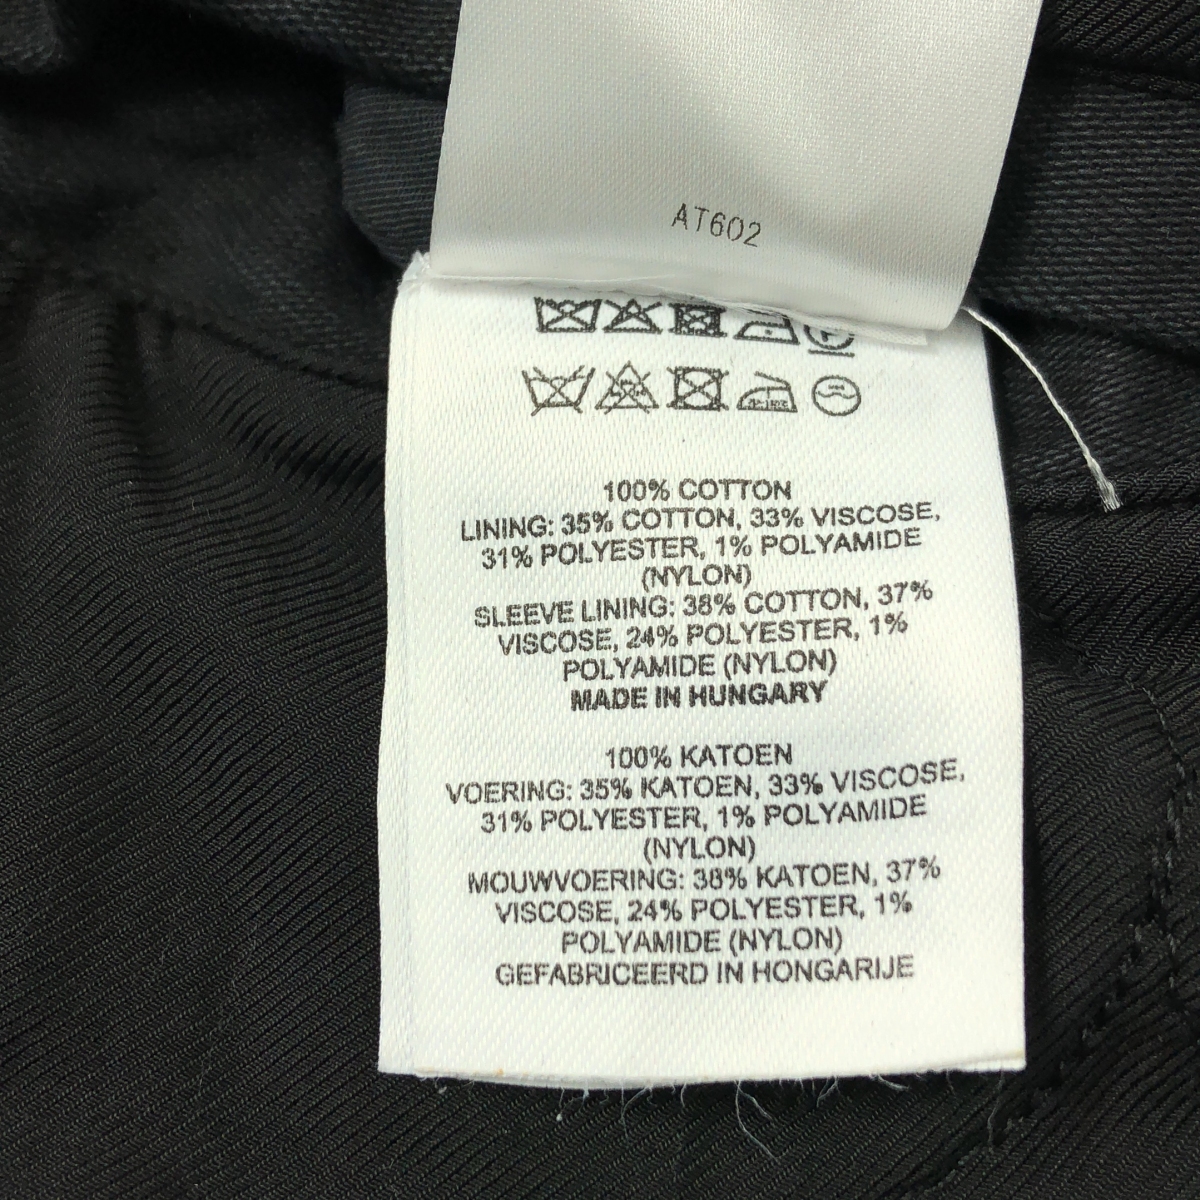 AT602
100% COTTON
LINING: 35% COTTON, 33% VISCOSE,
31% POLYESTER, 1% POLYAMIDE
(NYLON)
SLEEVE LINING: 38% COTTON, 37%
VISCOSE, 24% POLYESTER, 1%
POLYAMIDE (NYLON)
MADE IN HUNGARY
100% KATOEN
VOERING: 35% KATOEN, 33% VISCOSE,
31% POLYESTER, 1% POLYAMIDE
(NYLON)
MOUWVOERING: 38% KATOEN, 37%
VISCOSE, 24% POLYESTER, 1%
POLYAMIDE (NYLON)
GEFABRICEERD IN HONGARIJE